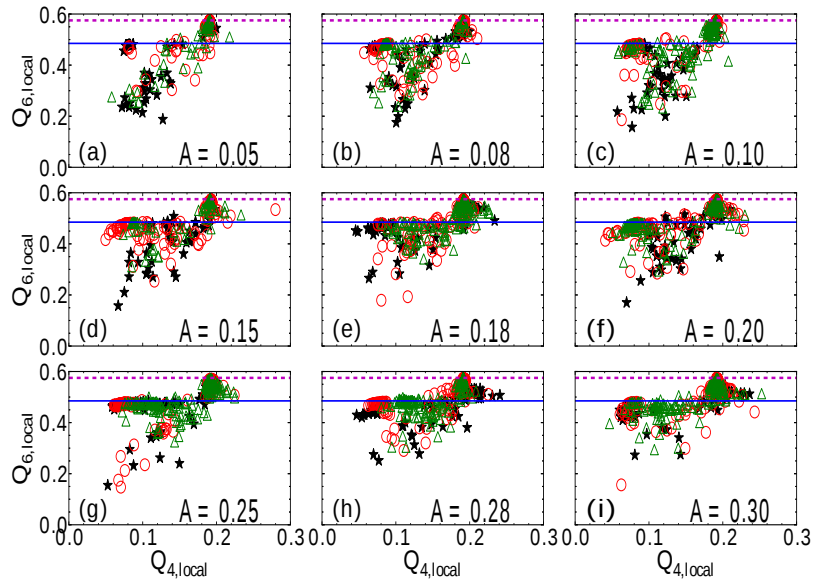 0.6
0.4
0.2
0.0
Q6,local
(a) A = 0.05
(b) A = 0.08
(c) A = 0.10
0.6
0.4
0.2
0.0
Q6,local
(d) A = 0.15
(e) A = 0.18
(f) A = 0.20
0.6
0.4
0.2
0.0
Q6,local
(g) A = 0.25
(h) A = 0.28
(i) A = 0.30
0.0 0.1 0.2 0.3
0.0 0.1 0.2 0.3
0.0 0.1 0.2 0.3
Q4,local
Q4,local
Q4,local